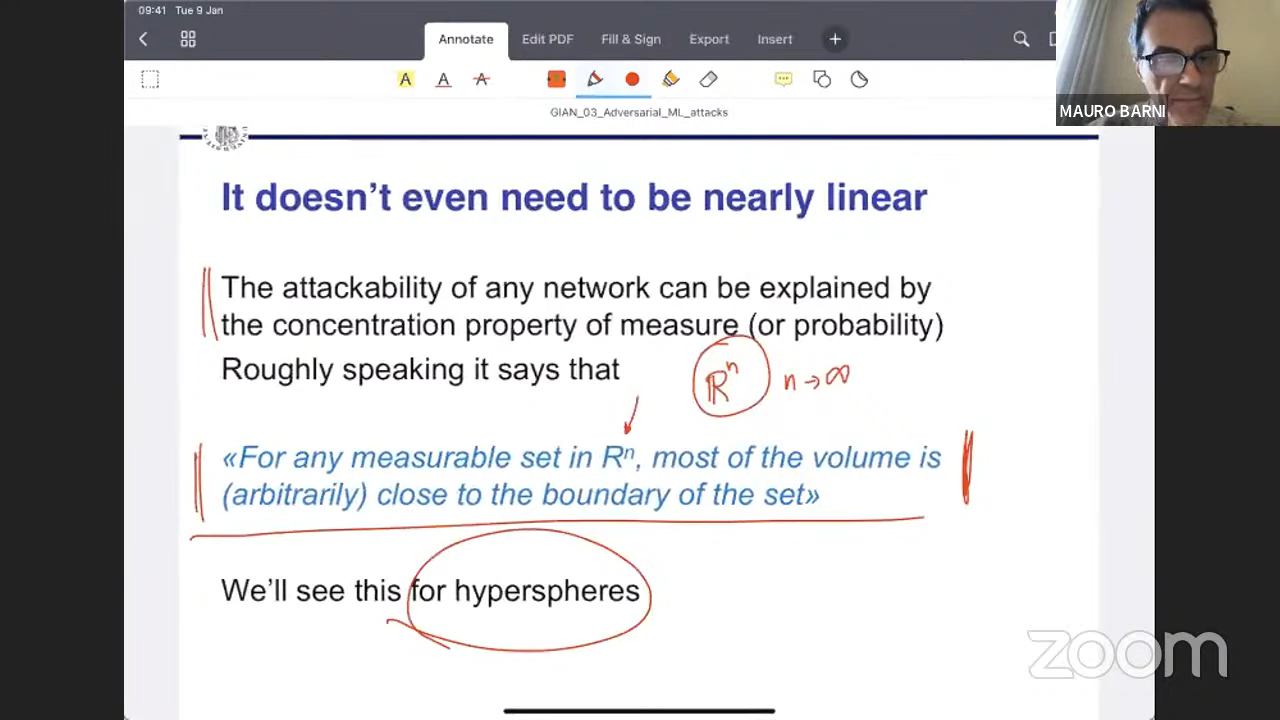 09:41 Tue 9 Jan
Annotate Edit PDF Fill & Sign Export Insert +
A A A
GIAN_03_Adversarial_ML_attacks
MAURO BARNI
It doesn't even need to be nearly linear
The attackability of any network can be explained by
the concentration property of measure (or probability)
Roughly speaking it says that
ℝⁿ n → ∞
«For any measurable set in Rⁿ, most of the volume is
(arbitrarily) close to the boundary of the set»
We'll see this for hyperspheres
zoom